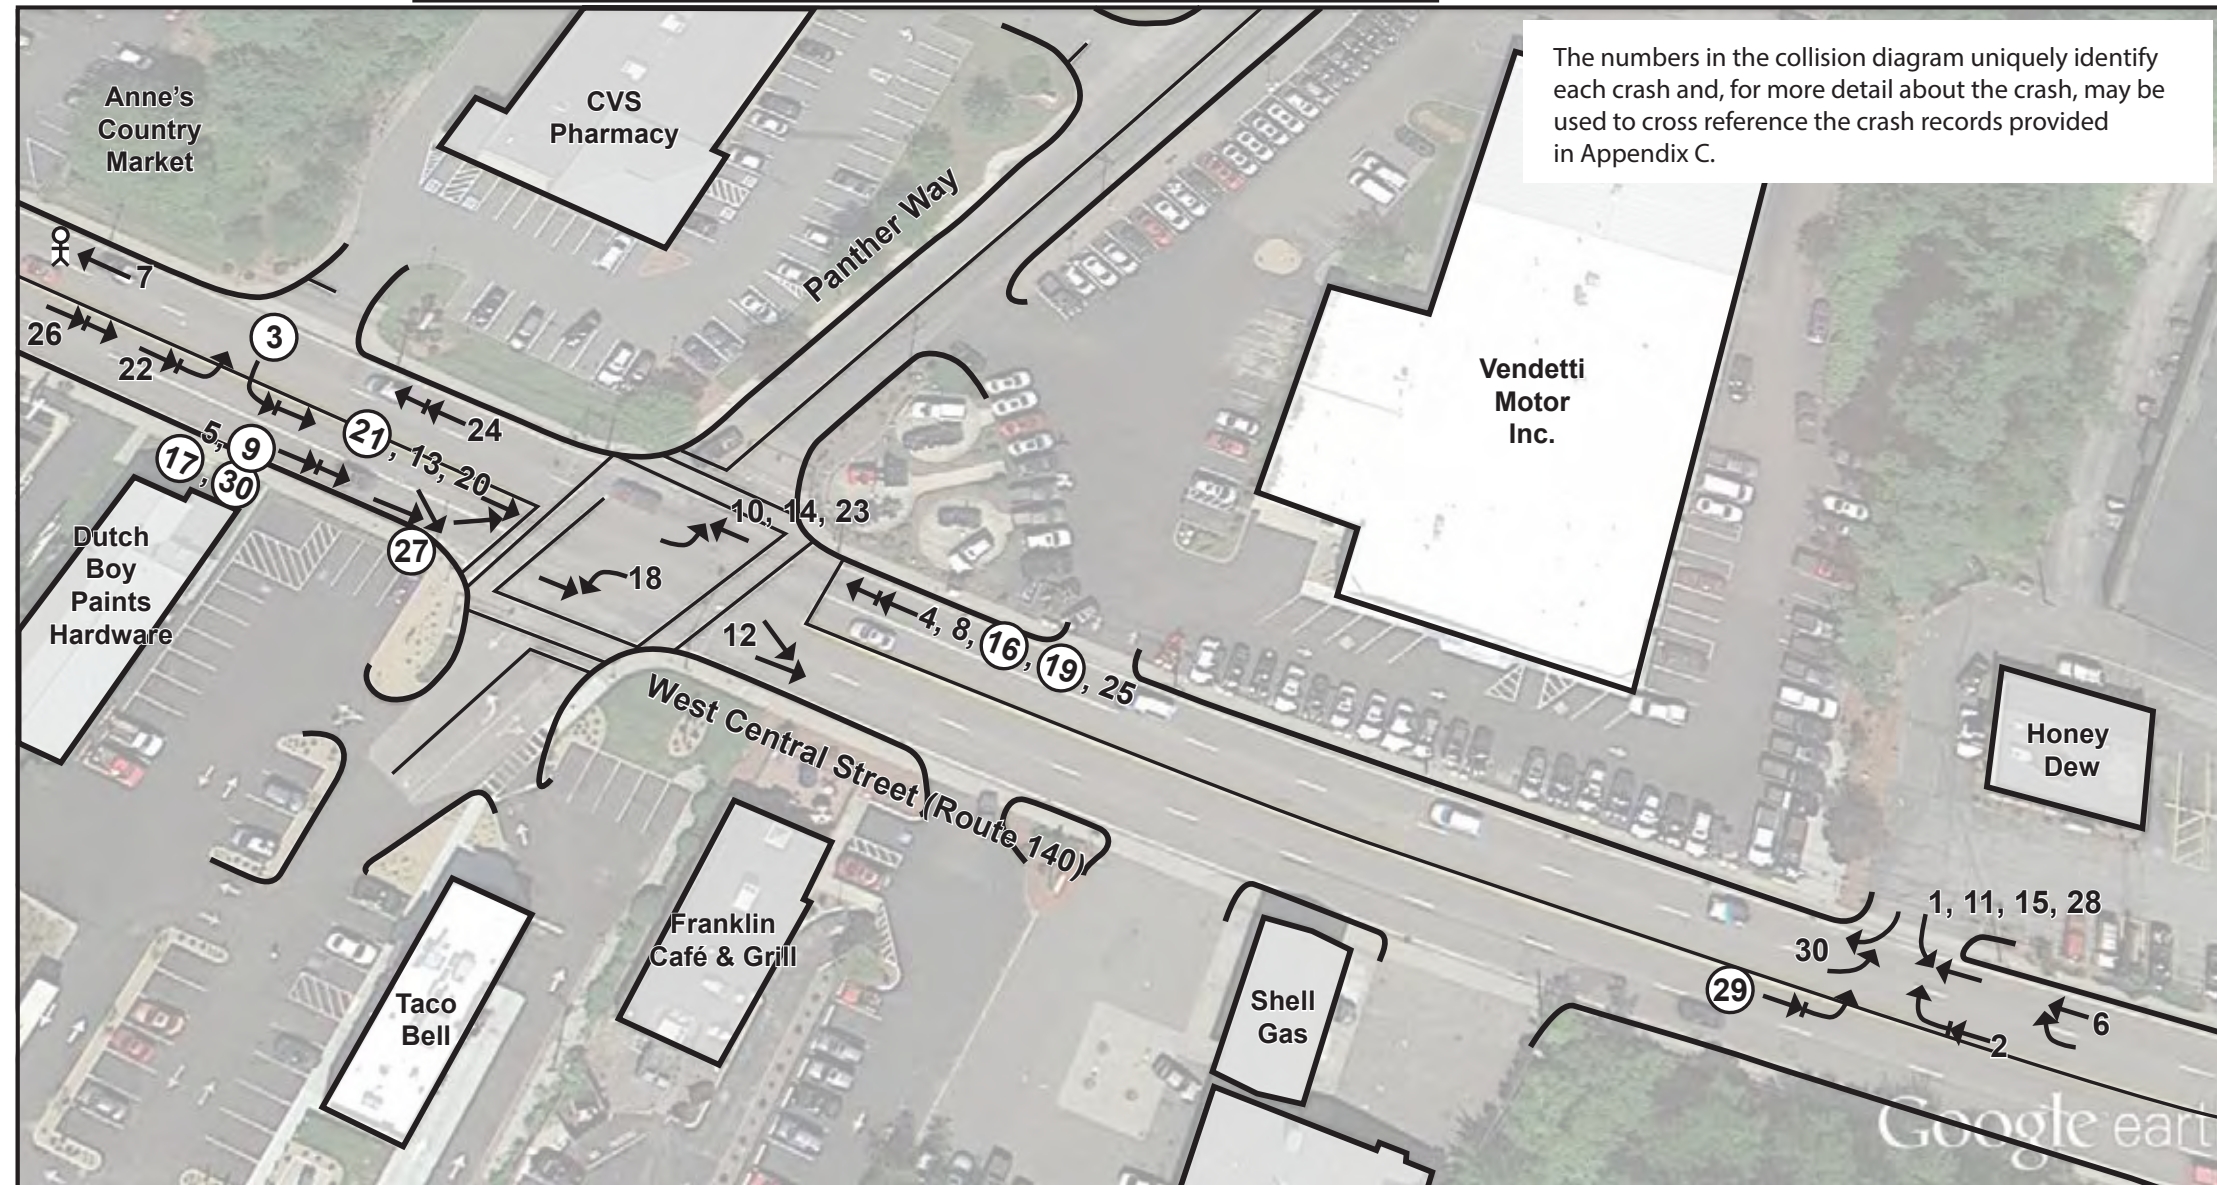 The numbers in the collision diagram uniquely identify
each crash and, for more detail about the crash, may be
used to cross reference the crash records provided
in Appendix C.
Anne's
Country
Market
CVS
Pharmacy
Panther Way
7
26
22
3
24
21, 13, 20
5, 9
17, 30
27
10, 14, 23
18
12
4, 8, 16, 19, 25
Vendetti
Motor
Inc.
Dutch
Boy
Paints
Hardware
West Central Street (Route 140)
Honey
Dew
Franklin
Café & Grill
Taco
Bell
Shell
Gas
1, 11, 15, 28
30
29
6
2
Google eart